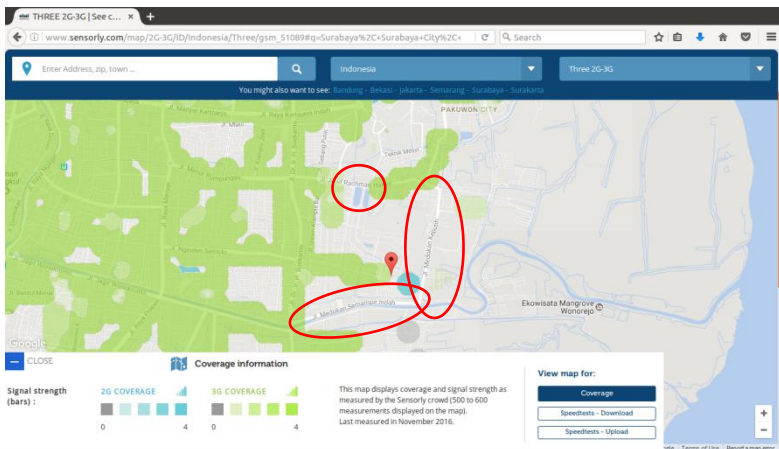 THREE 2G-3G | See c...
www.sensorly.com/map/2G-3G/ID/Indonesia/Three/gsm_51089#q=Surabaya%2C+Surabaya+City%2C+
Search
Enter Address, zip, town ...
Indonesia
Three 2G-3G
You might also want to see: Bandung - Bekasi - Jakarta - Semarang - Surabaya - Surakarta
PAKUWON CITY
Jl. Medokan Keputih
Jl. Medokan Semampir Indah
Ekowisata Mangrove
Wonorejo
Google
CLOSE
Coverage information
Signal strength
(bars) :
2G COVERAGE
3G COVERAGE
0 4 0 4
This map displays coverage and signal strength as
measured by the Sensorly crowd (500 to 600
measurements displayed on the map).
Last measured in November 2016.
View map for:
Coverage
Speedtests - Download
Speedtests - Upload
+
−
Terms of Use Report a map error